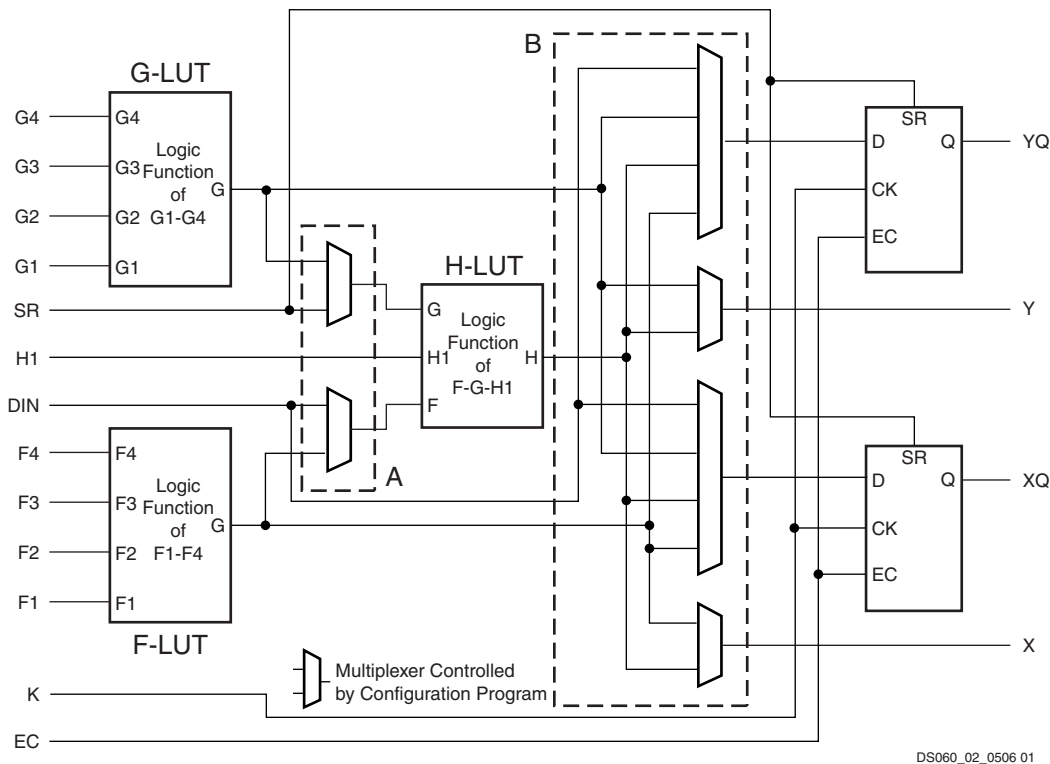 B
G-LUT
G4
G3
G2
G1
G4
G3
G2
G1
Logic
Function
of
G1-G4
G
SR
H1
DIN
H-LUT
G
H1
F
Logic
Function
of
F-G-H1
H
A
F4
F3
F2
F1
F4
F3
F2
F1
Logic
Function
of
F1-F4
G
F-LUT
SR
D
CK
EC
Q
YQ
Y
SR
D
CK
EC
Q
XQ
X
Multiplexer Controlled
by Configuration Program
K
EC
DS060_02_0506 01